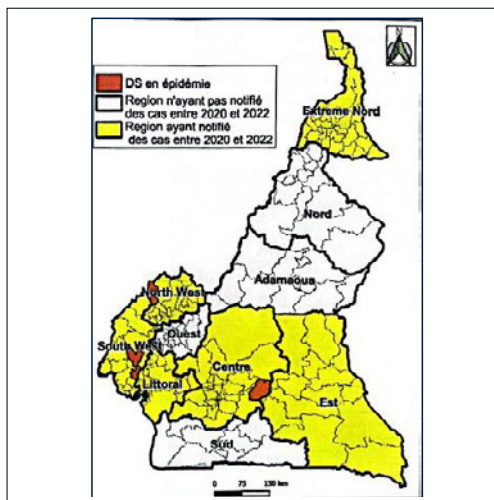 DS en épidémie
Region n'ayant pas notifié
des cas entre 2020 et 2022
Region ayant notifié
des cas entre 2020 et 2022
Extreme Nord
Nord
Adamaoua
North West
Ouest
South West
Centre
Littoral
Est
Sud
0 75 150 km